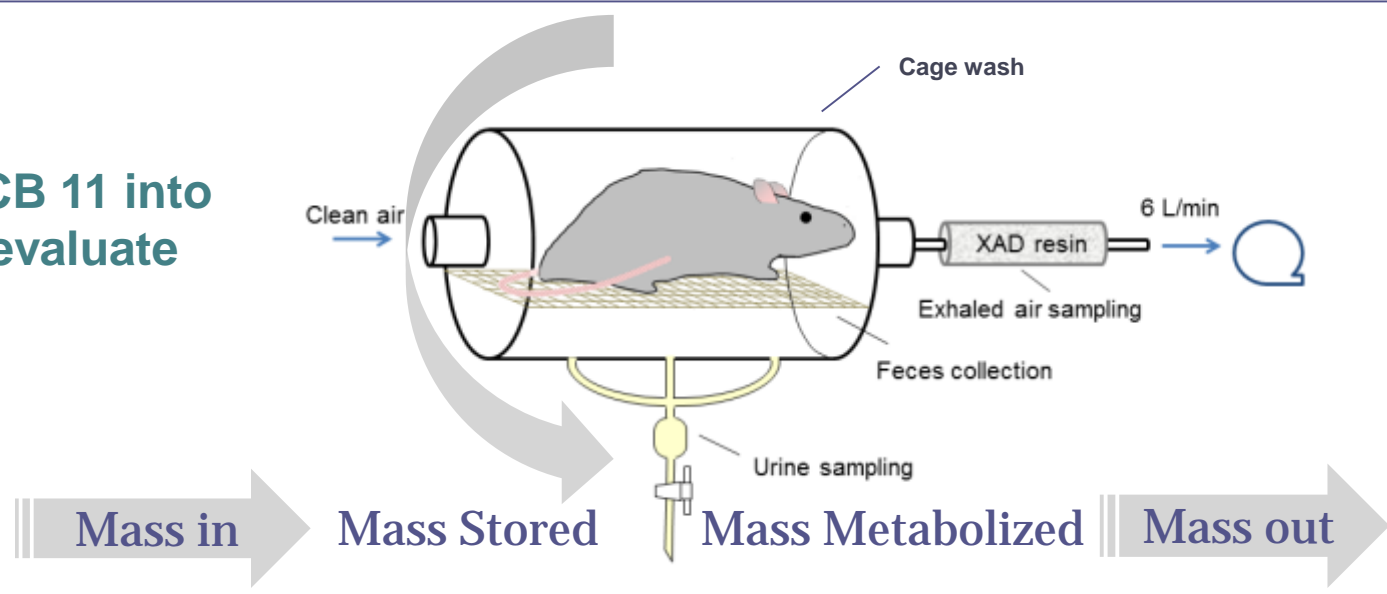 Cage wash
CB 11 into
evaluate
Clean air
6 L/min
XAD resin
Exhaled air sampling
Feces collection
Urine sampling
Mass in
Mass Stored
Mass Metabolized
Mass out